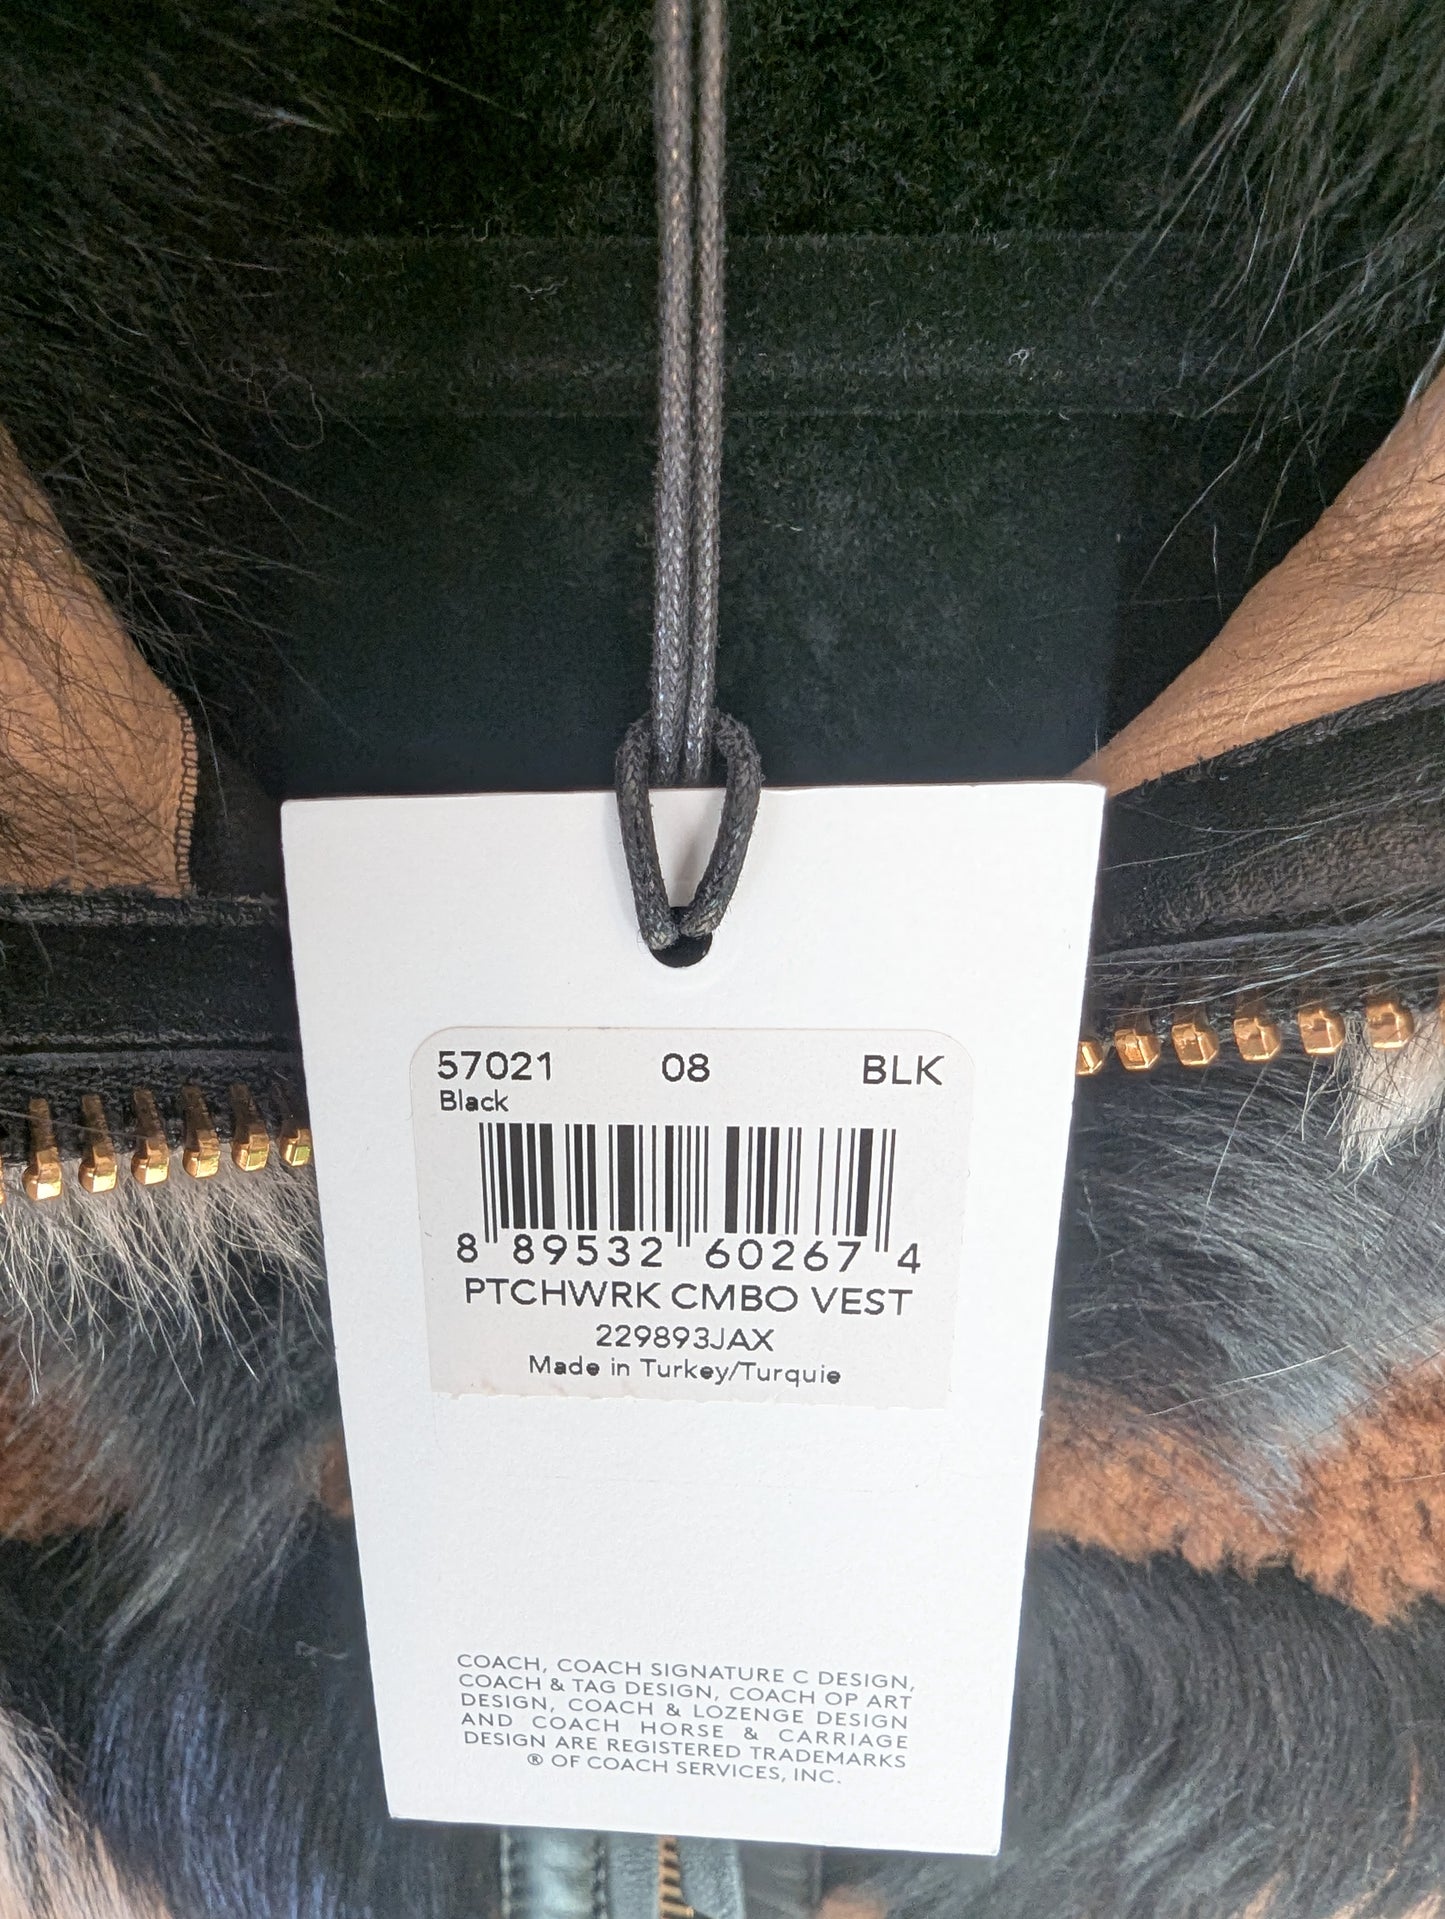 57021 08 BLK
Black
8 89532 60267 4
PTCHWRK CMBO VEST
229893JAX
Made in Turkey/Turquie
COACH, COACH SIGNATURE C DESIGN,
COACH & TAG DESIGN, COACH OP ART
DESIGN, COACH & LOZENGE DESIGN
AND COACH HORSE & CARRIAGE
DESIGN ARE REGISTERED TRADEMARKS
® OF COACH SERVICES, INC.